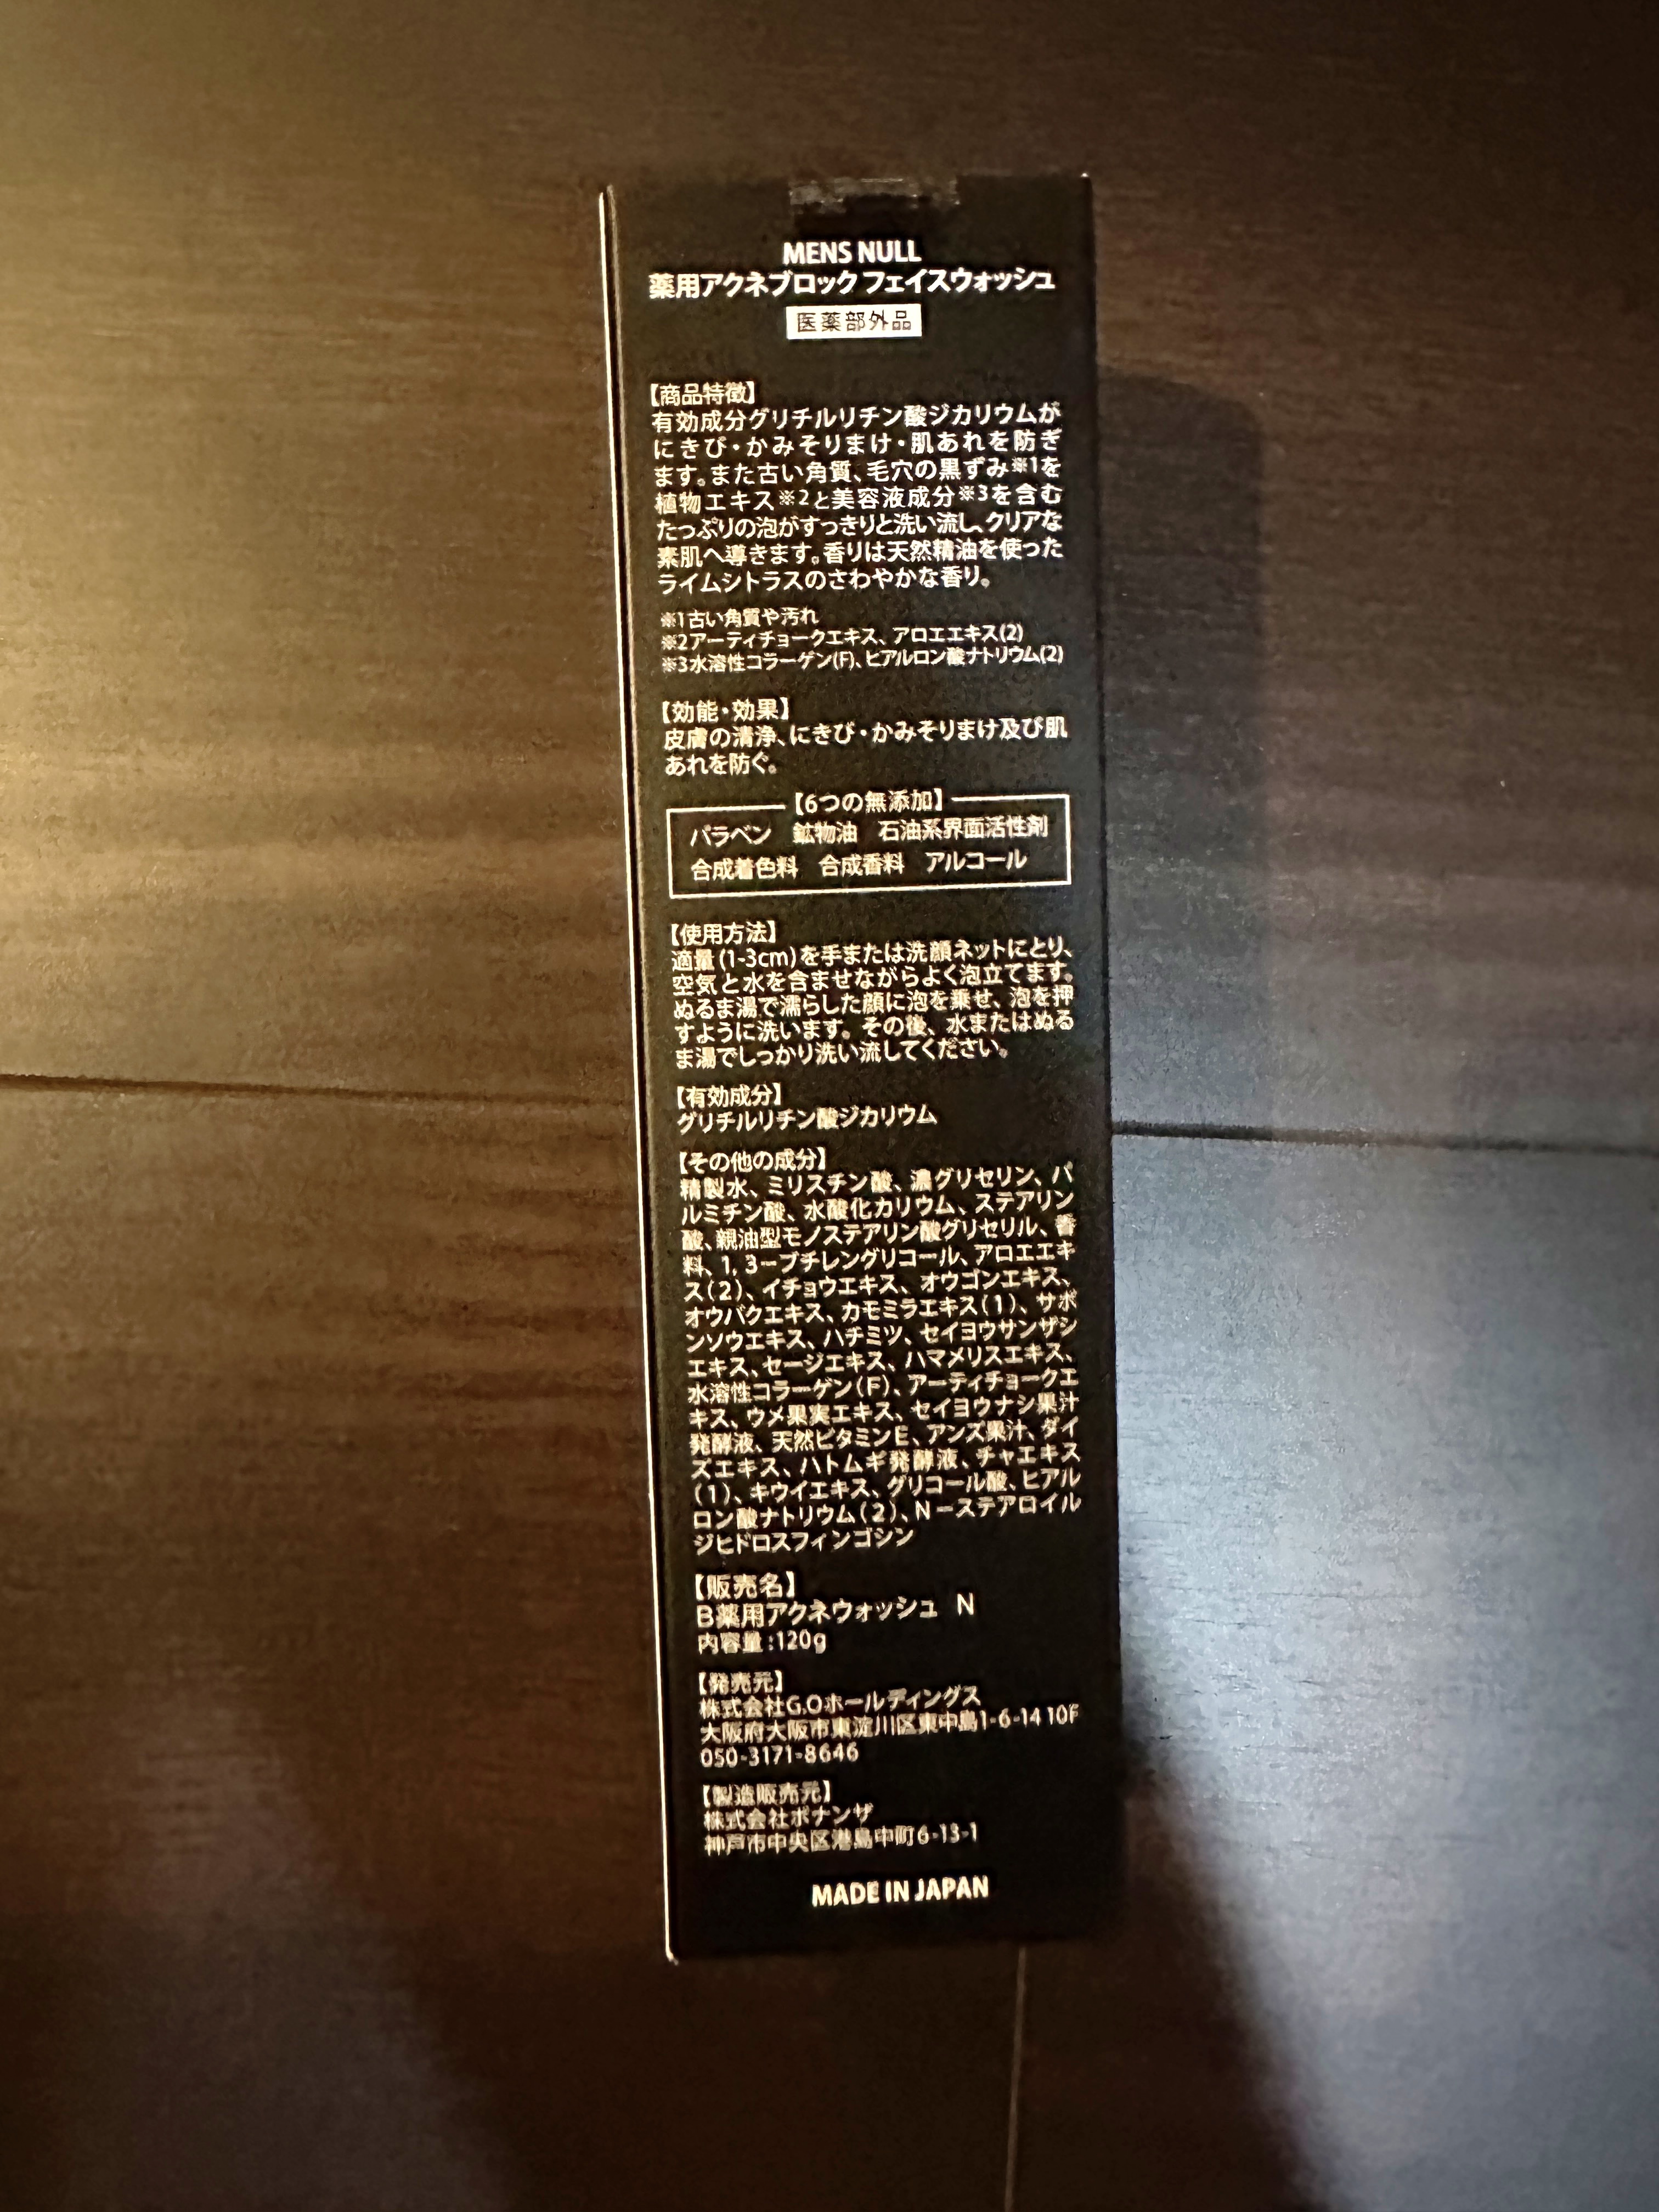 MENS NULL
薬用アクネブロック フェイスウォッシュ
医薬部外品
【商品特徴】
有効成分グリチルリチン酸ジカリウムが
にきび・かみそりまけ・肌あれを防ぎ
ます。また古い角質、毛穴の黒ずみ※1を
植物エキス※2と美容液成分※3を含む
たっぷりの泡がすっきりと洗い流し、クリアな
素肌へ導きます。香りは天然精油を使った
ライムシトラスのさわやかな香り。
※1古い角質や汚れ
※2アーティチョークエキス、アロエエキス(2)
※3水溶性コラーゲン(F)、ヒアルロン酸ナトリウム(2)
【効能・効果】
皮膚の清浄、にきび・かみそりまけ及び肌
あれを防ぐ。
【6つの無添加】
パラベン 鉱物油 石油系界面活性剤
合成着色料 合成香料 アルコール
【使用方法】
適量(1-3cm)を手または洗顔ネットにとり、
空気と水を含ませながらよく泡立てます。
ぬるま湯で濡らした顔に泡を乗せ、泡を押
すように洗います。その後、水またはぬる
ま湯でしっかり洗い流してください。
【有効成分】
グリチルリチン酸ジカリウム
【その他の成分】
精製水、ミリスチン酸、濃グリセリン、パ
ルミチン酸、水酸化カリウム、ステアリン
酸、親油型モノステアリン酸グリセリル、香
料、1, 3ーブチレングリコール、アロエエキ
ス(2)、イチョウエキス、オウゴンエキス、
オウバクエキス、カモミラエキス(1)、サボ
ンソウエキス、ハチミツ、セイヨウサンザシ
エキス、セージエキス、ハマメリスエキス、
水溶性コラーゲン(F)、アーティチョークエ
キス、ウメ果実エキス、セイヨウナシ果汁
発酵液、天然ビタミンE、アンズ果汁、ダイ
ズエキス、ハトムギ発酵液、チャエキス
(1)、キウイエキス、グリコール酸、ヒアル
ロン酸ナトリウム(2)、Nーステアロイル
ジヒドロスフィンゴシン
【販売名】
B薬用アクネウォッシュ N
内容量:120g
【発売元】
株式会社G.Oホールディングス
大阪府大阪市東淀川区東中島1-6-14 10F
050-3171-8646
【製造販売元】
株式会社ボナンザ
神戸市中央区港島中町6-13-1
MADE IN JAPAN